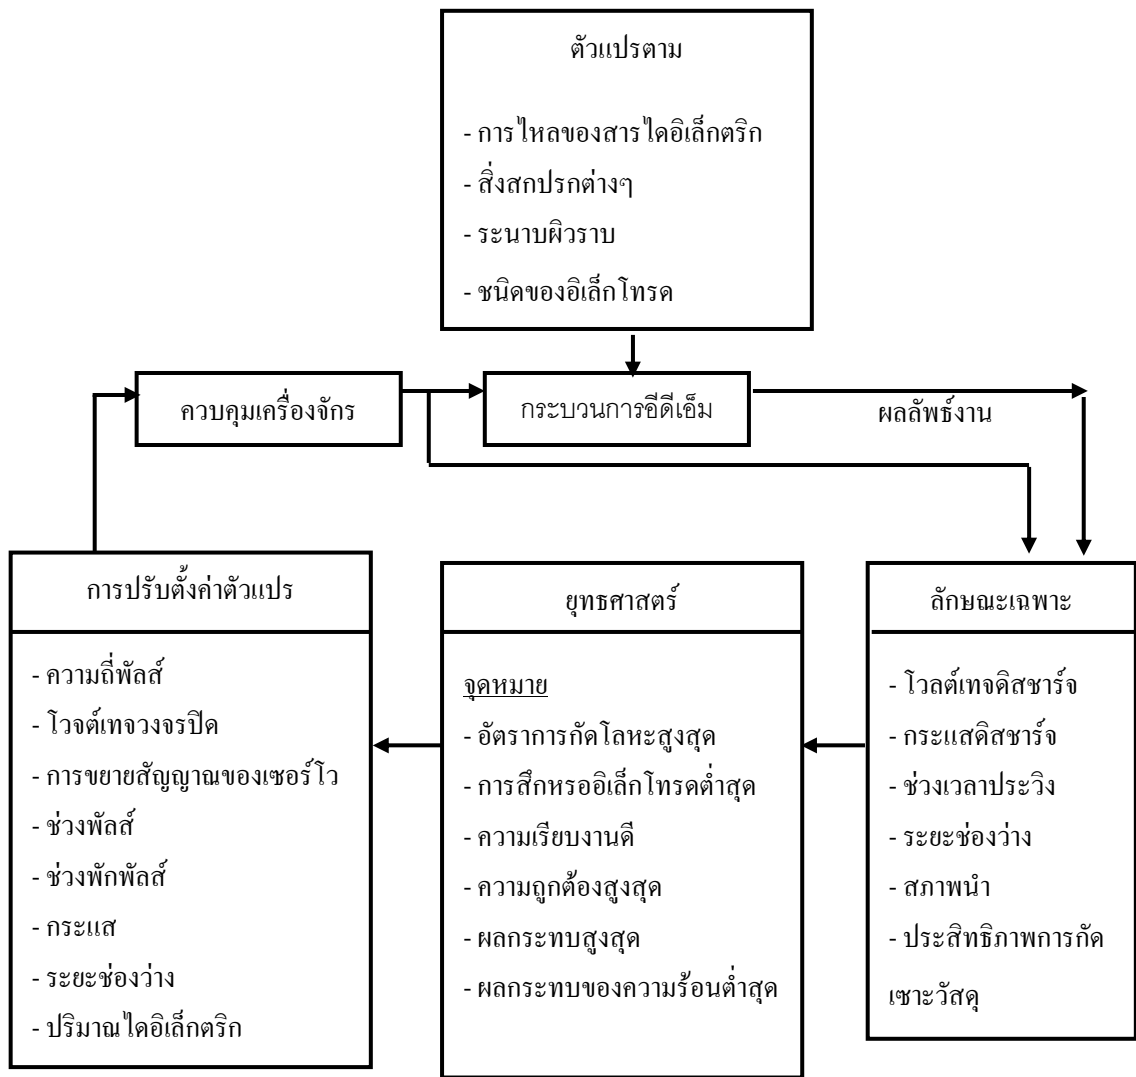 ตัวแปรตาม
- การไหลของสารไดอิเล็กตริก
- สิ่งสกปรกต่างๆ
- ระนาบผิวราบ
- ชนิดของอิเล็กโทรด
ควบคุมเครื่องจักร
กระบวนการอีดีเอ็ม
ผลลัพธ์งาน
การปรับตั้งค่าตัวแปร
- ความถี่พัลส์
- โวจต์เทจวงจรปิด
- การขยายสัญญาณของเซอร์โว
- ช่วงพัลส์
- ช่วงพักพัลส์
- กระแส
- ระยะช่องว่าง
- ปริมาณไดอิเล็กตริก
ยุทธศาสตร์
จุดหมาย
- อัตราการกัดโลหะสูงสุด
- การสึกหรออิเล็กโทรดต่ำสุด
- ความเรียบงานดี
- ความถูกต้องสูงสุด
- ผลกระทบสูงสุด
- ผลกระทบของความร้อนต่ำสุด
ลักษณะเฉพาะ
- โวลต์เทจดิสชาร์จ
- กระแสดิสชาร์จ
- ช่วงเวลาประวิง
- ระยะช่องว่าง
- สภาพนำ
- ประสิทธิภาพการกัด
เซาะวัสดุ